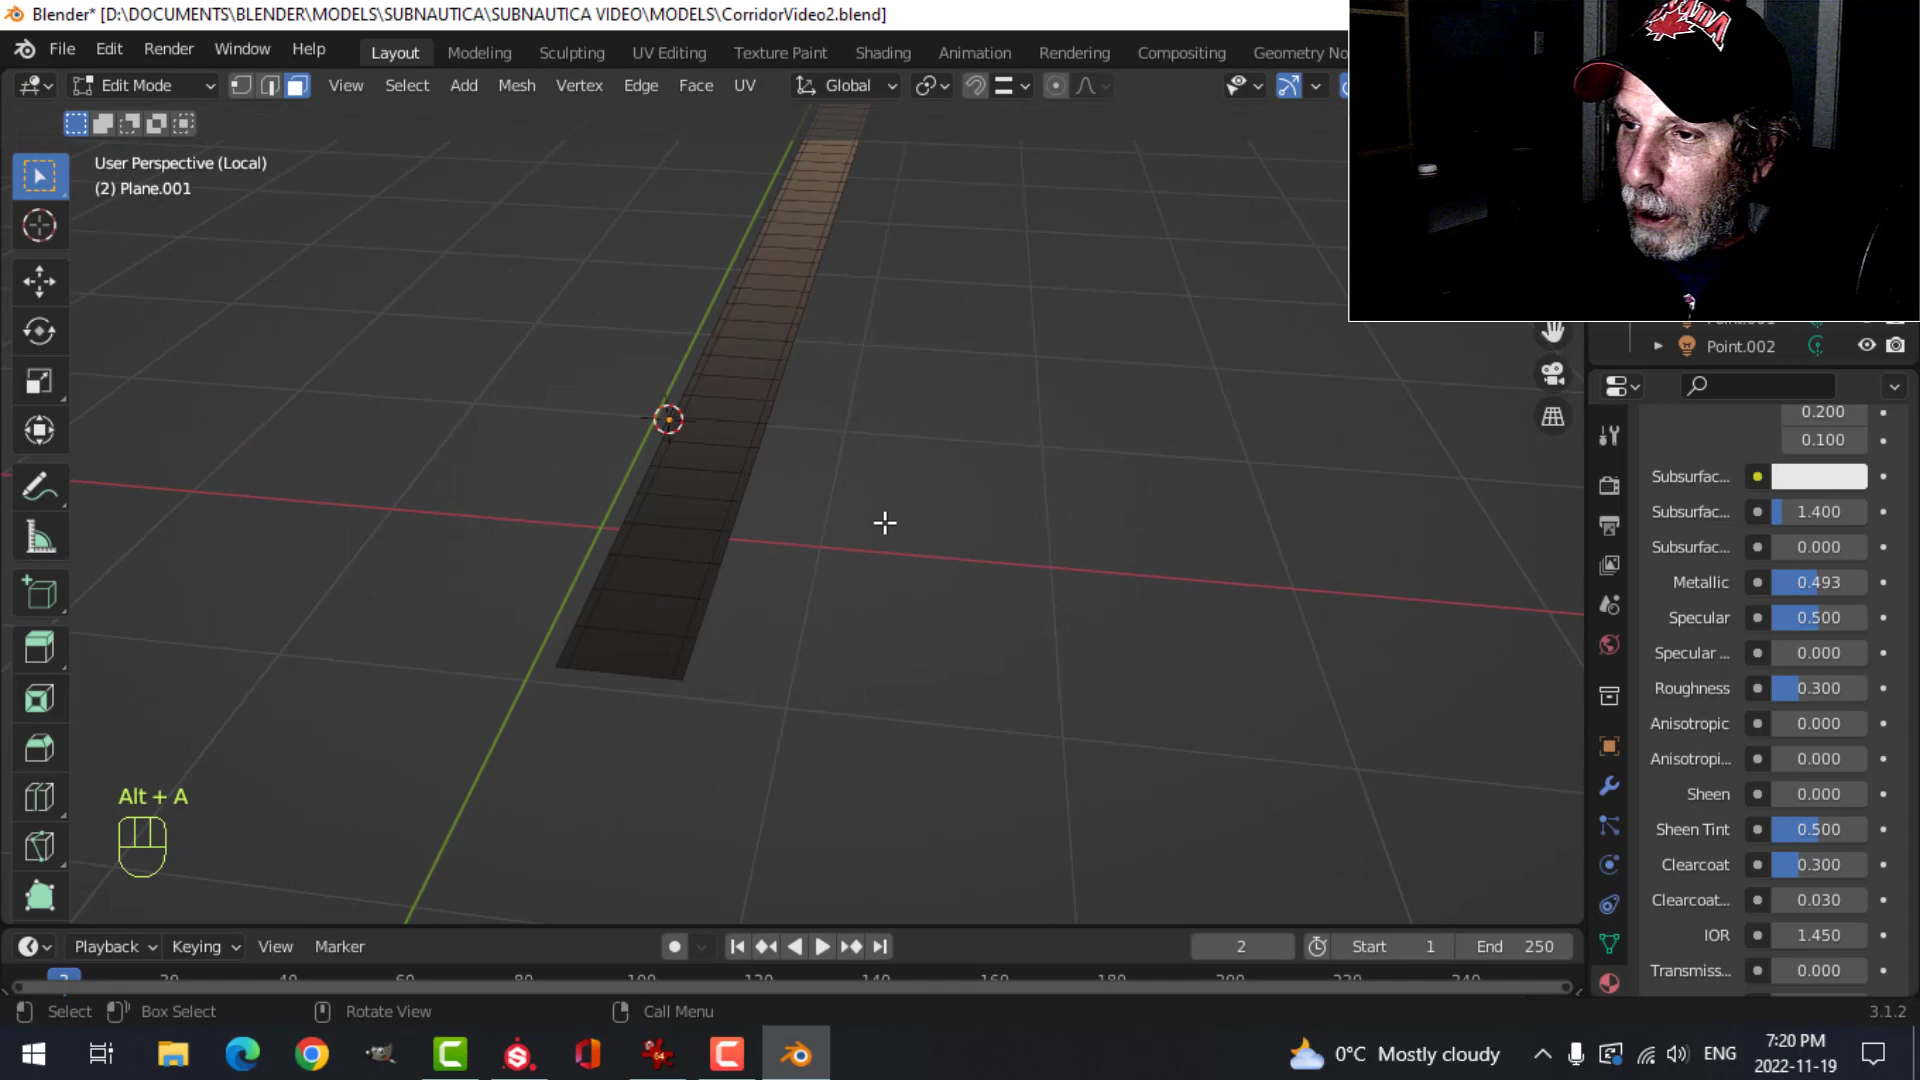 Blender* [D:\DOCUMENTS\BLENDER\MODELS\SUBNAUTICA\SUBNAUTICA VIDEO\MODELS\CorridorVideo2.blend]
File Edit Render Window Help Layout Modeling Sculpting UV Editing Texture Paint Shading Animation Rendering Compositing Geometry No
Edit Mode View Select Add Mesh Vertex Edge Face UV Global
User Perspective (Local)
(2) Plane.001
Point.002
0.200
0.100
Subsurfac...
Subsurfac... 1.400
Subsurfac... 0.000
Metallic 0.493
Specular 0.500
Specular ... 0.000
Roughness 0.300
Anisotropic 0.000
Anisotropi... 0.000
Sheen 0.000
Sheen Tint 0.500
Clearcoat 0.300
Clearcoat... 0.030
IOR 1.450
Transmiss... 0.000
Alt + A
Playback Keying View Marker 2 Start 1 End 250
Select Box Select Rotate View Call Menu 3.1.2
0°C Mostly cloudy ENG 7:20 PM
2022-11-19